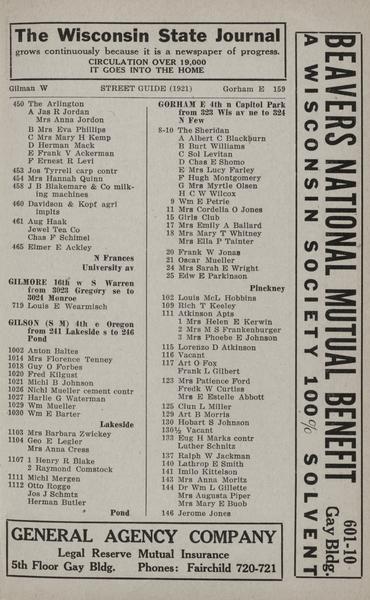 The Wisconsin State Journal
grows continuously because it is a newspaper of progress.
CIRCULATION OVER 19,000
IT GOES INTO THE HOME
Gilman W STREET GUIDE (1921) Gorham E 159
450 The Arlington
A Jas R Jordan
Mrs Anna Jordon
B Mrs Eva Phillips
C Mrs Mary H Kemp
D Herman Mack
E Frank V Ackerman
F Ernest R Levi
453 Jos Tyrrell carp contr
454 Mrs Hannah Quinn
458 J B Blakemare & Co milk-
ing machines
460 Davidson & Kopf agrl
implts
461 Aug Haak
Jewel Tea Co
Chas F Schimel
465 Elmer E Ackley
N Frances
University av
GILMORE 16th w S Warren
from 3023 Gregory se to
3024 Monroe
719 Louis E Wearmisch
GILSON (S M) 4th e Oregon
from 241 Lakeside s to 246
Pond
1002 Anton Baltes
1014 Mrs Florence Tenney
1018 Guy O Forbes
1020 Fred Kilgust
1021 Michl B Johnson
1026 Nichl Mueller cement contr
1027 Harlie G Waterman
1029 Wm Mueller
1030 Wm E Barter
Lakeside
1103 Mrs Barbara Zwickey
1104 Geo E Legler
Mrs Anna Cress
1107 1 Henry R Blake
2 Raymond Comstock
1111 Michl Mergen
1112 Otto Rogge
Jos J Schmtz
Herman Butler
Pond
GORHAM E 4th n Capitol Park
from 323 Wis av ne to 324
N Few
8-10 The Sheridan
A Albert C Blackburn
B Burt Williams
C Sol Levitan
D Chas E Shomo
E Mrs Lucy Farley
F Hugh Montgomery
G Mrs Myrtle Olsen
H C W Wilcox
9 Wm E Petrie
11 Mrs Cordelia O Jones
15 Girls Club
17 Mrs Emily A Ballard
18 Mrs Mary T Whitney
Mrs Ella P Tainter
20 Frank W Jonas
21 Oscar Mueller
24 Mrs Sarah E Wright
25 Edw E Parkinson
Pinckney
102 Louis McL Hobbins
109 Rich T Keeley
111 Atkinson Apts
1 Mrs Helen E Kerwin
2 Mrs M S Frankenburger
3 Mrs Phoebe E Johnson
115 Lorenzo D Atkinson
116 Vacant
117 Art O Fox
Frank L Gilbert
123 Mrs Patience Ford
Fredk W Curtiss
Mrs E Estelle Abbott
125 Clun L Miller
129 Art B Morris
130 Hobart S Johnson
130½ Vacant
133 Eug H Marks contr
Luther Schnitz
137 Ralph W Jackman
140 Lathrop E Smith
141 Imilo Kittelson
143 Mrs Anna Moritz
144 Dr Wm L Gillette
Mrs Augusta Piper
Mrs Mary E Buob
146 Jerome Jones
GENERAL AGENCY COMPANY
Legal Reserve Mutual Insurance
5th Floor Gay Bldg. Phones: Fairchild 720-721
BEAVERS NATIONAL MUTUAL BENEFIT
601-10
Gay Bldg.
A WISCONSIN SOCIETY 100% SOLVENT